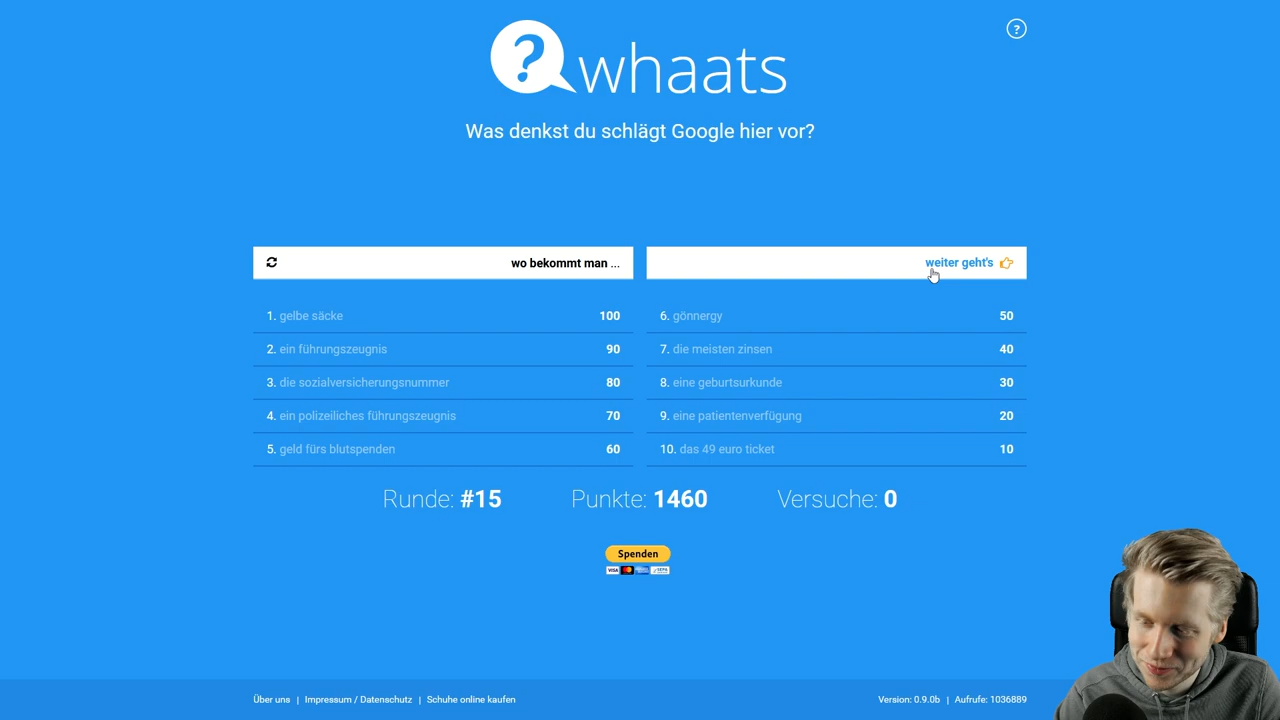 ?
whaats
?
Was denkst du schlägt Google hier vor?
wo bekommt man ...
weiter geht's
1. gelbe säcke 100
2. ein führungszeugnis 90
3. die sozialversicherungsnummer 80
4. ein polizeiliches führungszeugnis 70
5. geld fürs blutspenden 60
6. gönnergy 50
7. die meisten zinsen 40
8. eine geburtsurkunde 30
9. eine patientenverfügung 20
10. das 49 euro ticket 10
Runde: #15 Punkte: 1460 Versuche: 0
Spenden
VISA
Über uns | Impressum / Datenschutz | Schuhe online kaufen
Version: 0.9.0b | Aufrufe: 1036889